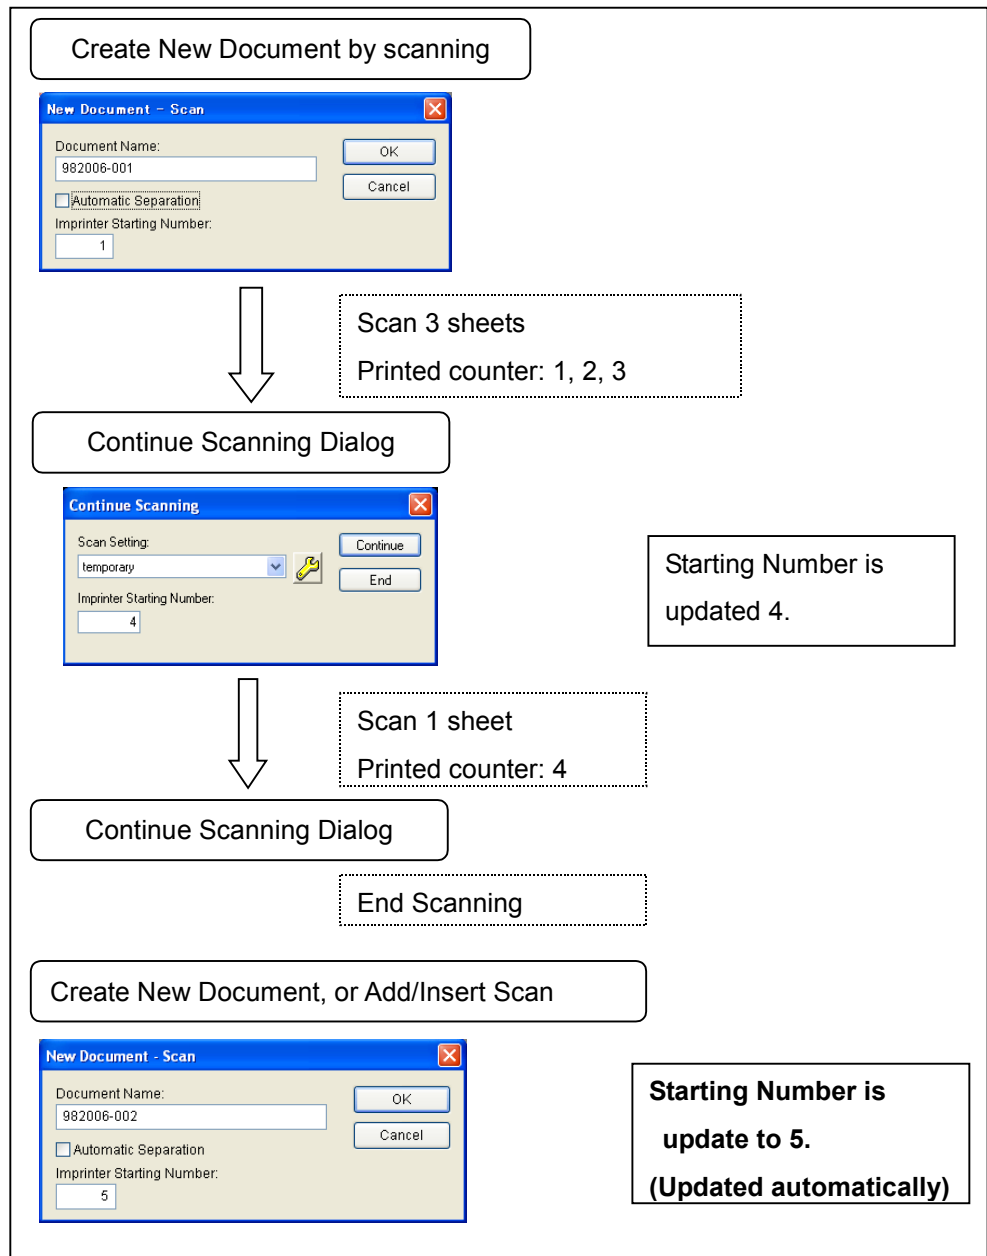 Create New Document by scanning
New Document - Scan
Document Name:
OK
982006-001
Cancel
Automatic Separation
Imprinter Starting Number:
1
Scan 3 sheets
Printed counter: 1, 2, 3
Continue Scanning Dialog
Continue Scanning
Scan Setting:
Continue
temporary
End
Imprinter Starting Number:
4
Starting Number is
updated 4.
Scan 1 sheet
Printed counter: 4
Continue Scanning Dialog
End Scanning
Create New Document, or Add/Insert Scan
New Document - Scan
Document Name:
OK
982006-002
Cancel
Automatic Separation
Imprinter Starting Number:
5
Starting Number is
update to 5.
(Updated automatically)